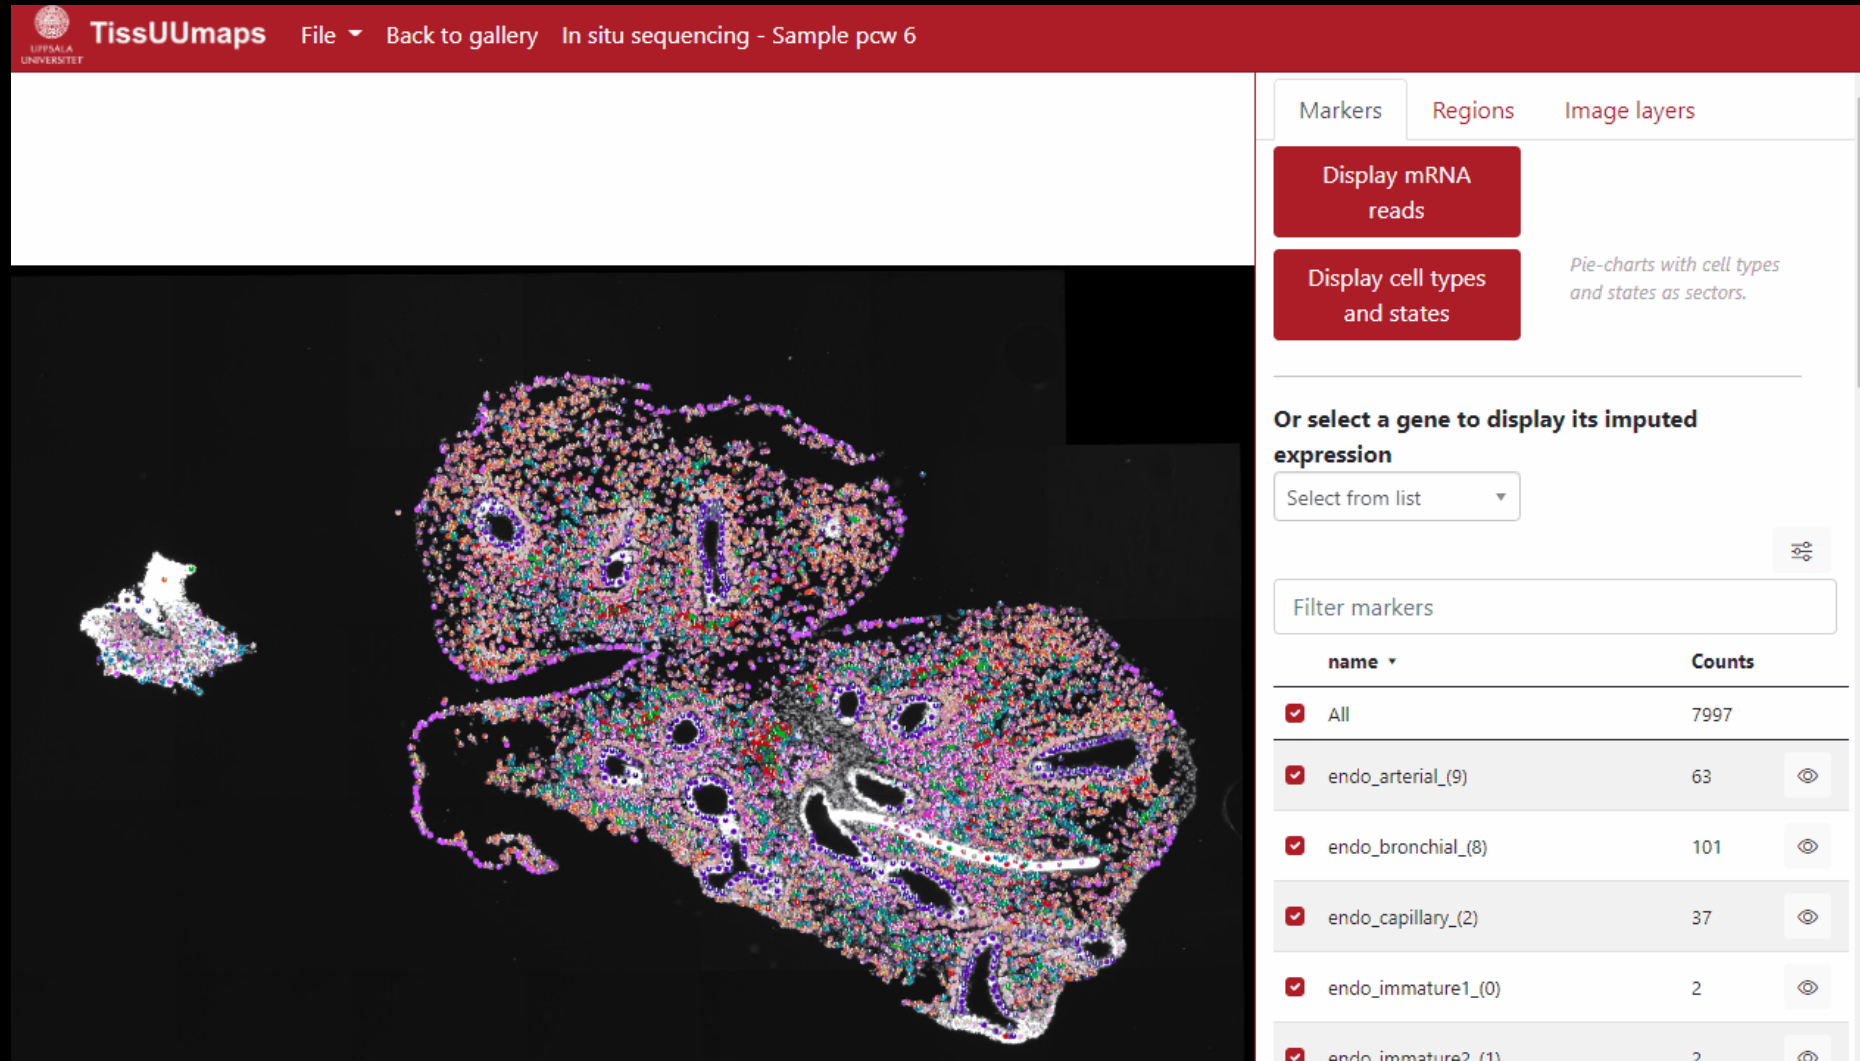 UPPSALA
UNIVERSITET
TissUUmaps
File
Back to gallery
In situ sequencing - Sample pcw 6
Markers
Regions
Image layers
Display mRNA
reads
Display cell types
and states
Pie-charts with cell types
and states as sectors.
Or select a gene to display its imputed
expression
Select from list
Filter markers
name
Counts
All
7997
endo_arterial_(9)
63
endo_bronchial_(8)
101
endo_capillary_(2)
37
endo_immature1_(0)
2
endo_immature2_(1)
2